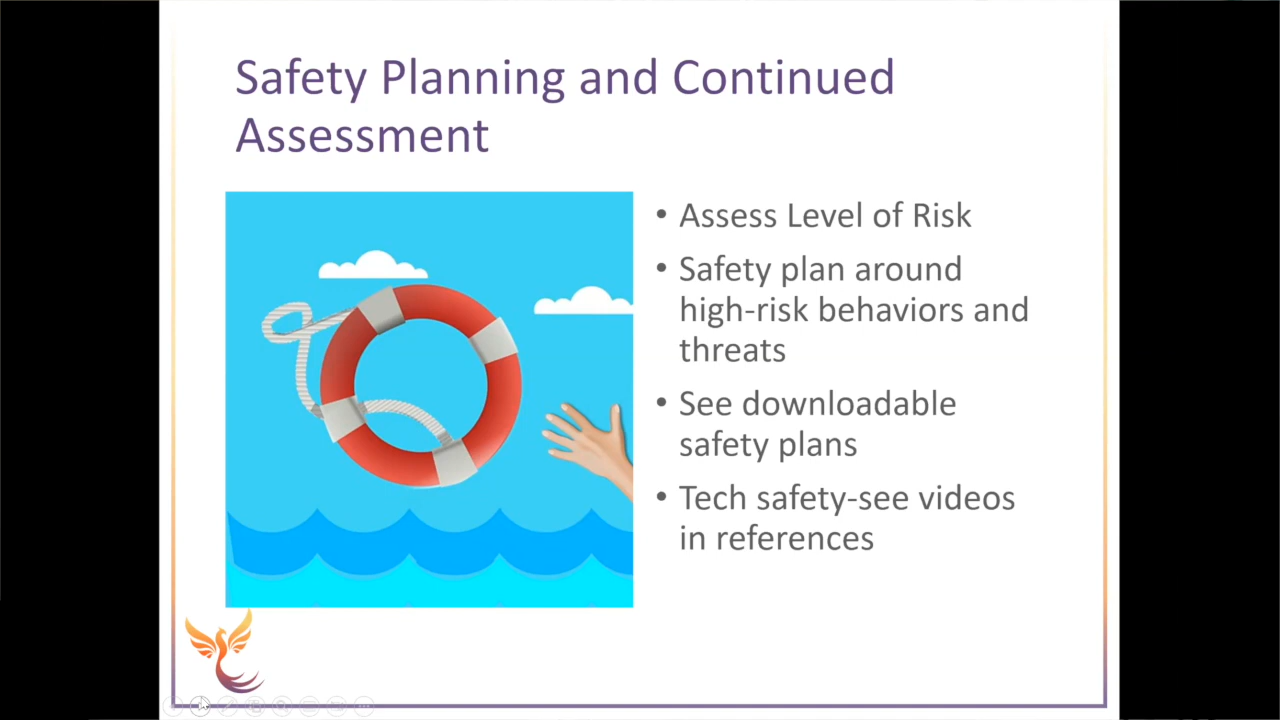 Safety Planning and Continued
Assessment
• Assess Level of Risk
• Safety plan around
high-risk behaviors and
threats
• See downloadable
safety plans
• Tech safety-see videos
in references